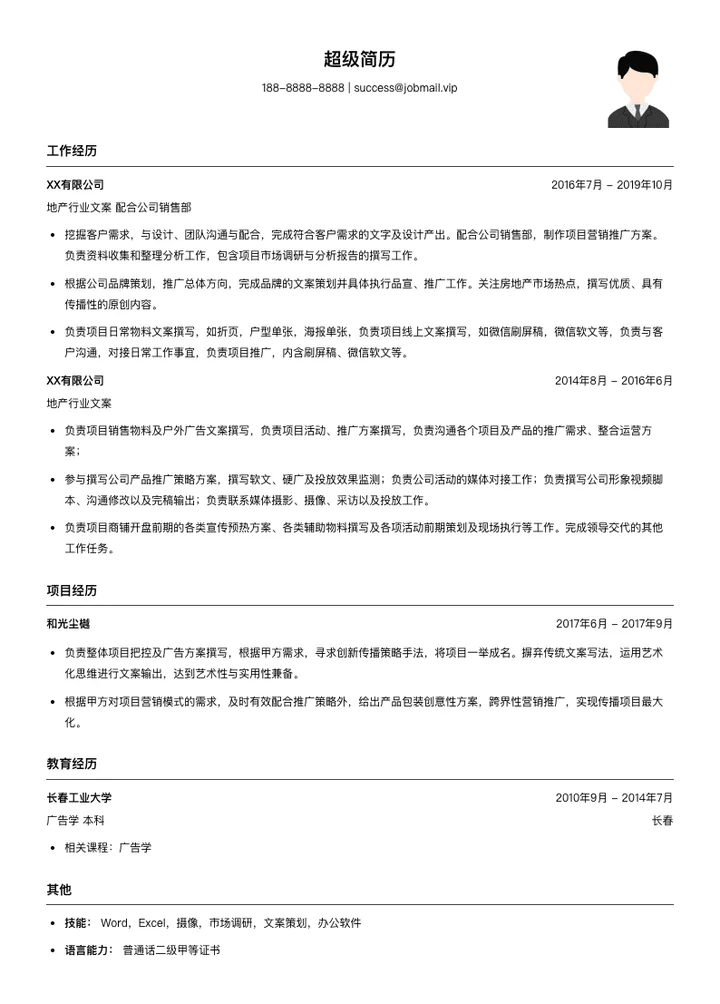 超级简历
188-8888-8888 | success@jobmail.vip
工作经历
XX有限公司 2016年7月 - 2019年10月
地产行业文案 配合公司销售部
• 挖掘客户需求，与设计、团队沟通与配合，完成符合客户需求的文字及设计产出。配合公司销售部，制作项目营销推广方案。
负责资料收集和整理分析工作，包含项目市场调研与分析报告的撰写工作。
• 根据公司品牌策划，推广总体方向，完成品牌的文案策划并具体执行品宣、推广工作。关注房地产市场热点，撰写优质、具有
传播性的原创内容。
• 负责项目日常物料文案撰写，如折页，户型单张，海报单张，负责项目线上文案撰写，如微信刷屏稿，微信软文等，负责与客
户沟通，对接日常工作事宜，负责项目推广，内含刷屏稿、微信软文等。
XX有限公司 2014年8月 - 2016年6月
地产行业文案
• 负责项目销售物料及户外广告文案撰写，负责项目活动、推广方案撰写，负责沟通各个项目及产品的推广需求、整合运营方
案；
• 参与撰写公司产品推广策略方案，撰写软文、硬广及投放效果监测；负责公司活动的媒体对接工作；负责撰写公司形象视频脚
本、沟通修改以及完稿输出；负责联系媒体摄影、摄像、采访以及投放工作。
• 负责项目商铺开盘前期的各类宣传预热方案、各类辅助物料撰写及各项活动前期策划及现场执行等工作。完成领导交代的其他
工作任务。
项目经历
和光尘樾 2017年6月 - 2017年9月
• 负责整体项目把控及广告方案撰写，根据甲方需求，寻求创新传播策略手法，将项目一举成名。摒弃传统文案写法，运用艺术
化思维进行文案输出，达到艺术性与实用性兼备。
• 根据甲方对项目营销模式的需求，及时有效配合推广策略外，给出产品包装创意性方案，跨界性营销推广，实现传播项目最大
化。
教育经历
长春工业大学 2010年9月 - 2014年7月
广告学 本科 长春
• 相关课程：广告学
其他
• 技能： Word，Excel，摄像，市场调研，文案策划，办公软件
• 语言能力： 普通话二级甲等证书